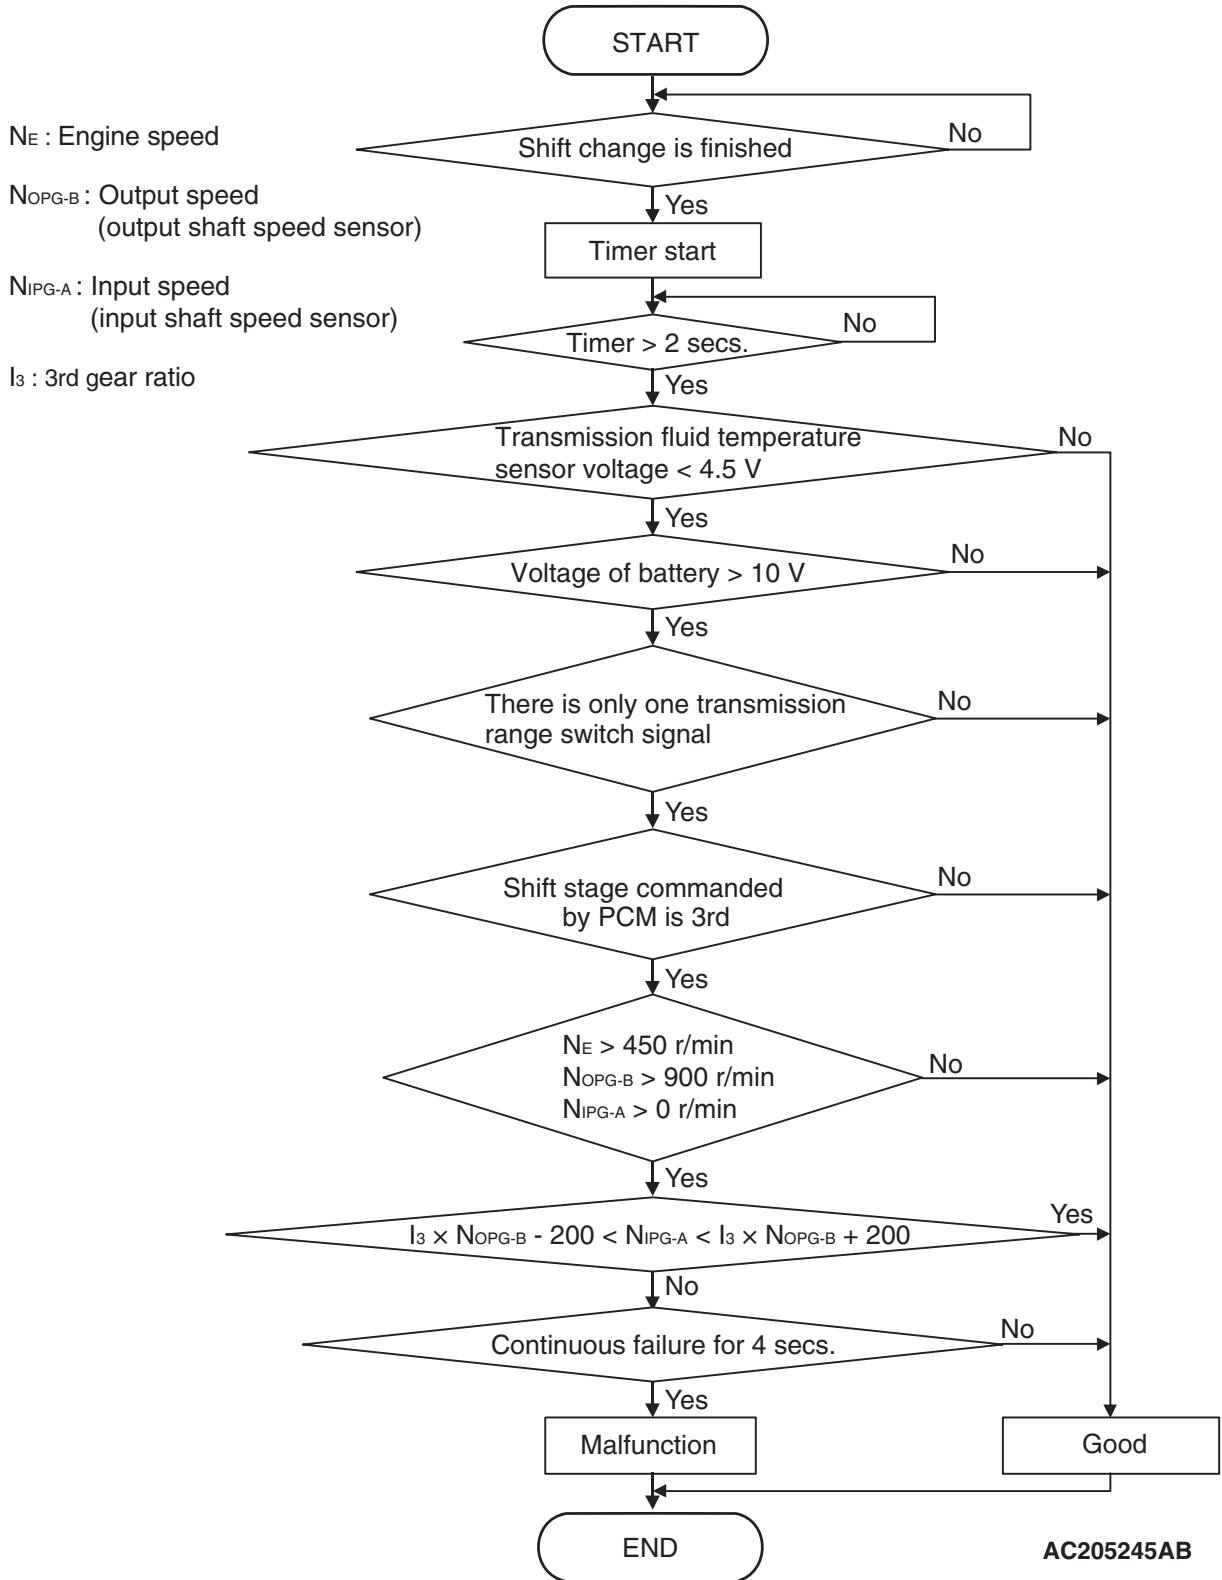 START
No
Shift change is finished
NE : Engine speed
Yes
NOPG-B : Output speed
(output shaft speed sensor)
Timer start
NIPG-A : Input speed
(input shaft speed sensor)
No
Timer > 2 secs.
I3 : 3rd gear ratio
Yes
Transmission fluid temperature
sensor voltage < 4.5 V
No
Yes
Voltage of battery > 10 V
No
Yes
There is only one transmission
range switch signal
No
Yes
Shift stage commanded
by PCM is 3rd
No
Yes
NE > 450 r/min
NOPG-B > 900 r/min
NIPG-A > 0 r/min
No
Yes
I3 × NOPG-B - 200 < NIPG-A < I3 × NOPG-B + 200
Yes
No
Continuous failure for 4 secs.
No
Yes
Malfunction
Good
END
AC205245AB